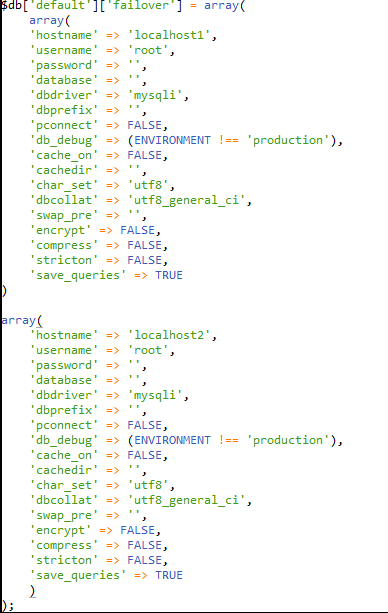 $db['default']['failover'] = array(
    array(
    'hostname' => 'localhost1',
    'username' => 'root',
    'password' => '',
    'database' => '',
    'dbdriver' => 'mysqli',
    'dbprefix' => '',
    'pconnect' => FALSE,
    'db_debug' => (ENVIRONMENT !== 'production'),
    'cache_on' => FALSE,
    'cachedir' => '',
    'char_set' => 'utf8',
    'dbcollat' => 'utf8_general_ci',
    'swap_pre' => '',
    'encrypt' => FALSE,
    'compress' => FALSE,
    'stricton' => FALSE,
    'save_queries' => TRUE
)
array(
    'hostname' => 'localhost2',
    'username' => 'root',
    'password' => '',
    'database' => '',
    'dbdriver' => 'mysqli',
    'dbprefix' => '',
    'pconnect' => FALSE,
    'db_debug' => (ENVIRONMENT !== 'production'),
    'cache_on' => FALSE,
    'cachedir' => '',
    'char_set' => 'utf8',
    'dbcollat' => 'utf8_general_ci',
    'swap_pre' => '',
    'encrypt' => FALSE,
    'compress' => FALSE,
    'stricton' => FALSE,
    'save_queries' => TRUE
    )
);